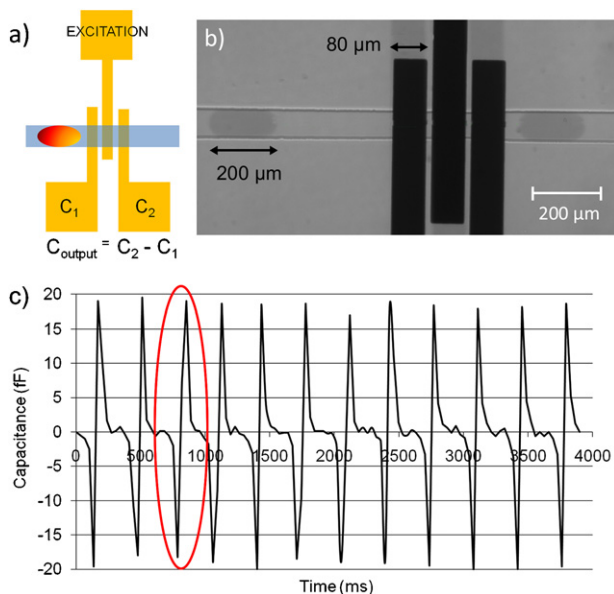 a)
EXCITATION
C1
C2
Coutput = C2 - C1
b)
80 µm
200 µm
200 µm
c)
Capacitance (fF)
20
15
10
5
0
-5
-10
-15
-20
0
500
1000
1500
2000
2500
3000
3500
4000
Time (ms)